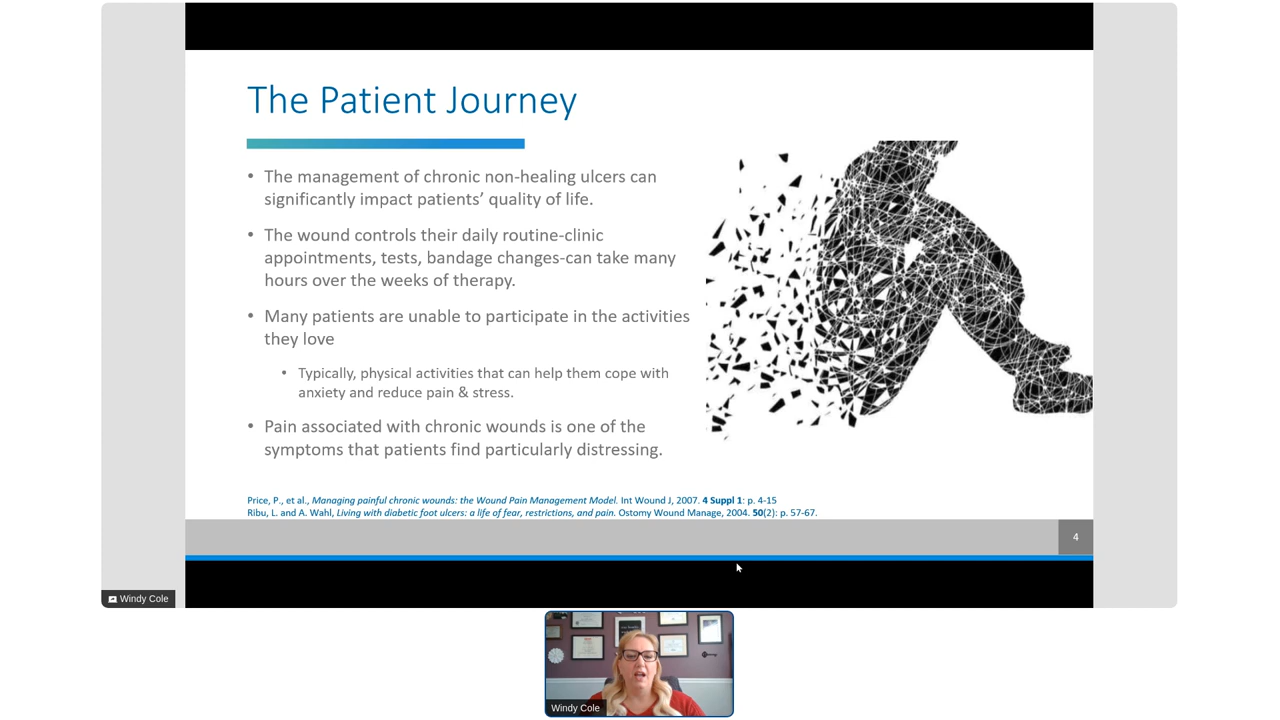 The Patient Journey
• The management of chronic non-healing ulcers can
significantly impact patients’ quality of life.
• The wound controls their daily routine-clinic
appointments, tests, bandage changes-can take many
hours over the weeks of therapy.
• Many patients are unable to participate in the activities
they love
• Typically, physical activities that can help them cope with
anxiety and reduce pain & stress.
• Pain associated with chronic wounds is one of the
symptoms that patients find particularly distressing.
Price, P., et al., Managing painful chronic wounds: the Wound Pain Management Model. Int Wound J, 2007. 4 Suppl 1: p. 4-15
Ribu, L. and A. Wahl, Living with diabetic foot ulcers: a life of fear, restrictions, and pain. Ostomy Wound Manage, 2004. 50(2): p. 57-67.
4
Windy Cole
Windy Cole